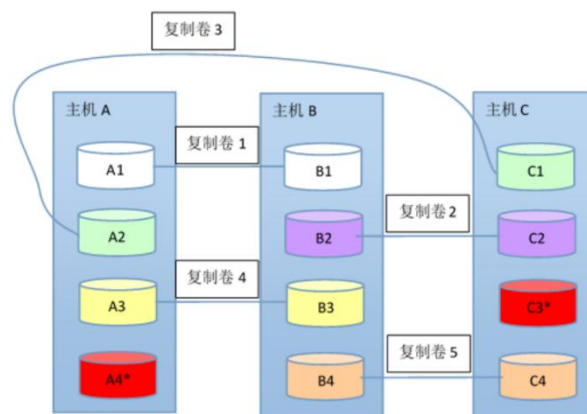 复制卷 3
主机 A
主机 B
主机 C
复制卷 1
A1
B1
C1
复制卷 2
A2
B2
C2
复制卷 4
A3
B3
C3*
复制卷 5
A4*
B4
C4